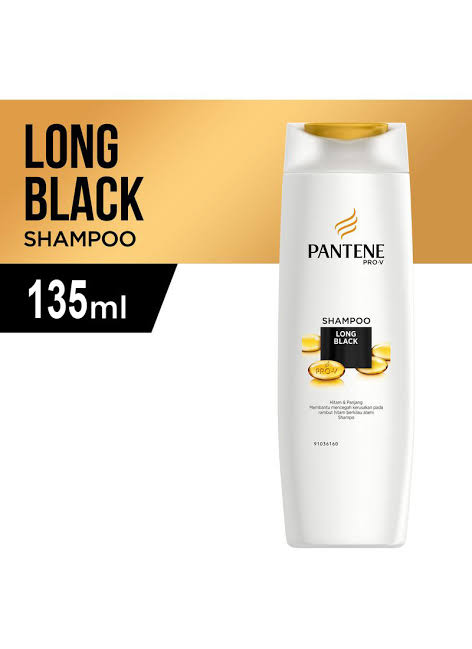 LONG
BLACK
SHAMPOO
135ml
PANTENE
PRO-V
SHAMPOO
LONG
BLACK
PRO-V
Hitam & Panjang
Membantu mencegah kerusakan pada
rambut hitam berkilau alami
Shampo
91036160